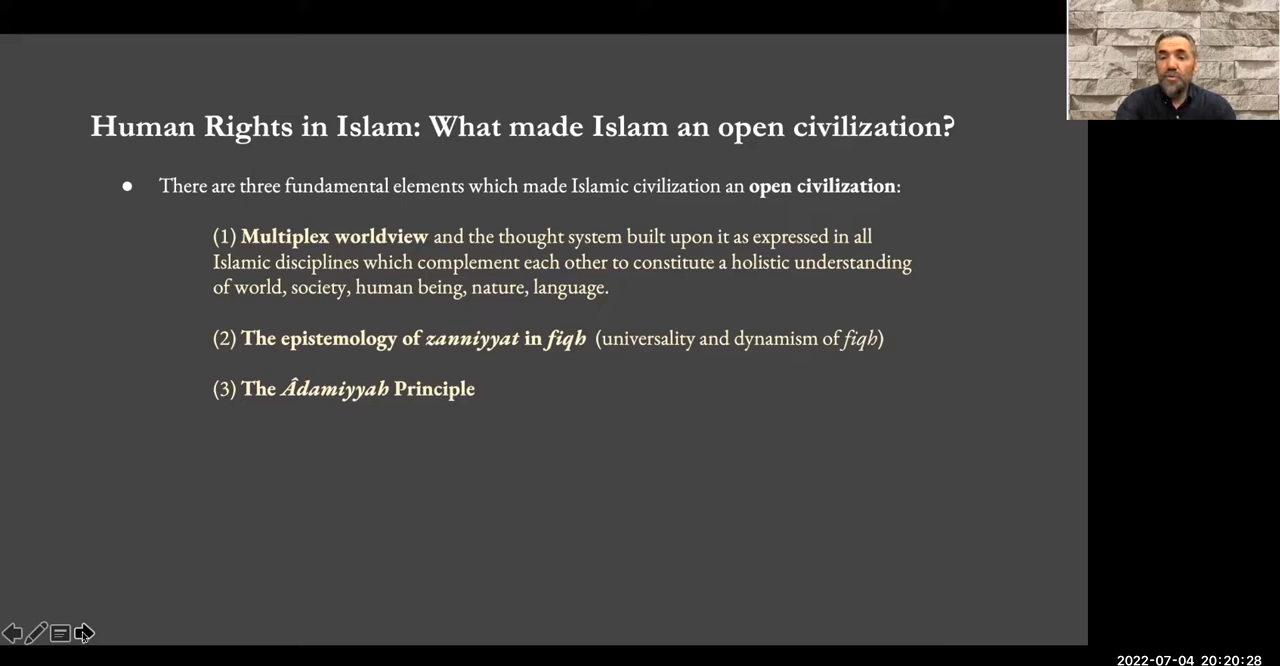 Human Rights in Islam: What made Islam an open civilization?
● There are three fundamental elements which made Islamic civilization an open civilization:
(1) Multiplex worldview and the thought system built upon it as expressed in all
Islamic disciplines which complement each other to constitute a holistic understanding
of world, society, human being, nature, language.
(2) The epistemology of zanniyyat in fiqh (universality and dynamism of fiqh)
(3) The Âdamiyyah Principle
2022-07-04 20:20:28